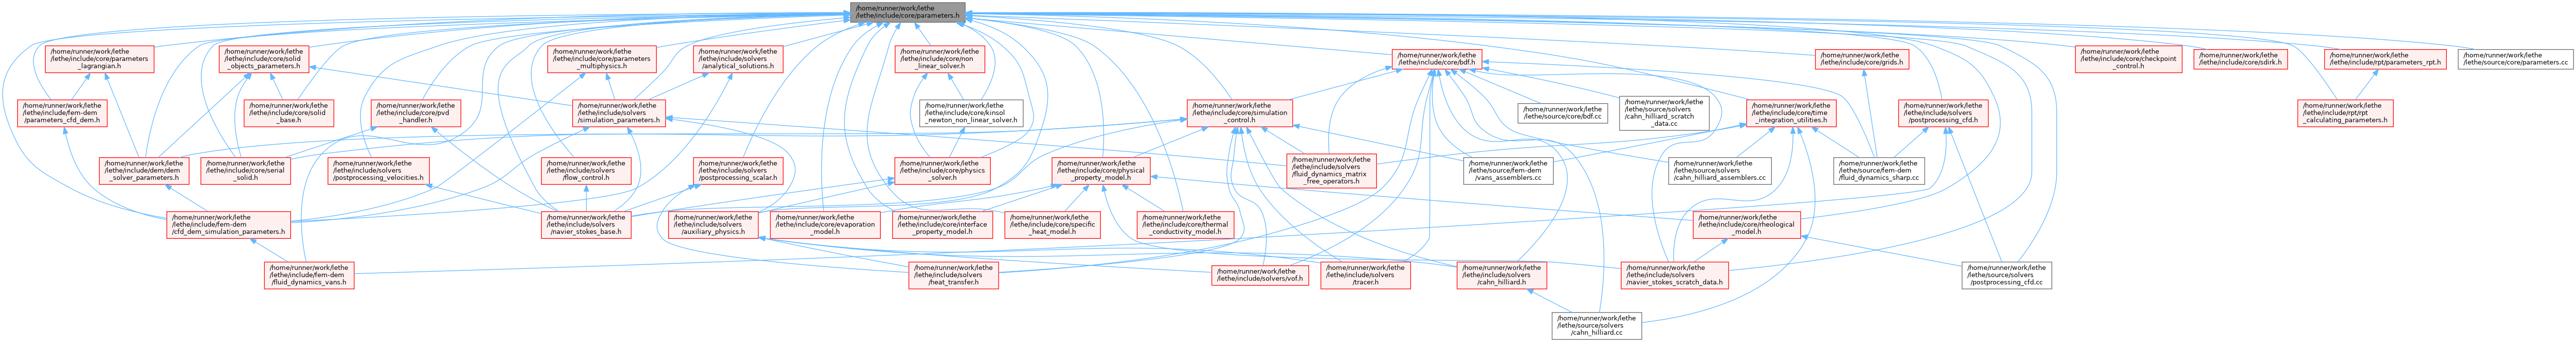 /home/runner/work/lethe
/lethe/include/core/parameters.h
/home/runner/work/lethe
/lethe/include/core/parameters
_lagrangian.h
/home/runner/work/lethe
/lethe/include/core/solid
_objects_parameters.h
/home/runner/work/lethe
/lethe/include/core/parameters
_multiphysics.h
/home/runner/work/lethe
/lethe/include/solvers
/analytical_solutions.h
/home/runner/work/lethe
/lethe/include/core/non
_linear_solver.h
/home/runner/work/lethe
/lethe/include/core/bdf.h
/home/runner/work/lethe
/lethe/include/core/grids.h
/home/runner/work/lethe
/lethe/include/core/checkpoint
_control.h
/home/runner/work/lethe
/lethe/include/core/sdirk.h
/home/runner/work/lethe
/lethe/include/rpt/parameters_rpt.h
/home/runner/work/lethe
/lethe/source/core/parameters.cc
/home/runner/work/lethe
/lethe/include/fem-dem
/parameters_cfd_dem.h
/home/runner/work/lethe
/lethe/include/core/solid
_base.h
/home/runner/work/lethe
/lethe/include/core/pvd
_handler.h
/home/runner/work/lethe
/lethe/include/solvers
/simulation_parameters.h
/home/runner/work/lethe
/lethe/include/core/kinsol
_newton_non_linear_solver.h
/home/runner/work/lethe
/lethe/include/core/simulation
_control.h
/home/runner/work/lethe
/lethe/source/core/bdf.cc
/home/runner/work/lethe
/lethe/source/solvers
/cahn_hilliard_scratch
_data.cc
/home/runner/work/lethe
/lethe/include/core/time
_integration_utilities.h
/home/runner/work/lethe
/lethe/include/solvers
/postprocessing_cfd.h
/home/runner/work/lethe
/lethe/include/rpt/rpt
_calculating_parameters.h
/home/runner/work/lethe
/lethe/include/dem/dem
_solver_parameters.h
/home/runner/work/lethe
/lethe/include/core/serial
_solid.h
/home/runner/work/lethe
/lethe/include/solvers
/postprocessing_velocities.h
/home/runner/work/lethe
/lethe/include/solvers
/flow_control.h
/home/runner/work/lethe
/lethe/include/solvers
/postprocessing_scalar.h
/home/runner/work/lethe
/lethe/include/core/physics
_solver.h
/home/runner/work/lethe
/lethe/include/core/physical
_property_model.h
/home/runner/work/lethe
/lethe/include/solvers
/fluid_dynamics_matrix
_free_operators.h
/home/runner/work/lethe
/lethe/source/fem-dem
/vans_assemblers.cc
/home/runner/work/lethe
/lethe/source/solvers
/cahn_hilliard_assemblers.cc
/home/runner/work/lethe
/lethe/source/fem-dem
/fluid_dynamics_sharp.cc
/home/runner/work/lethe
/lethe/include/fem-dem
/cfd_dem_simulation_parameters.h
/home/runner/work/lethe
/lethe/include/solvers
/navier_stokes_base.h
/home/runner/work/lethe
/lethe/include/solvers
/auxiliary_physics.h
/home/runner/work/lethe
/lethe/include/core/evaporation
_model.h
/home/runner/work/lethe
/lethe/include/core/interface
_property_model.h
/home/runner/work/lethe
/lethe/include/core/specific
_heat_model.h
/home/runner/work/lethe
/lethe/include/core/thermal
_conductivity_model.h
/home/runner/work/lethe
/lethe/include/core/rheological
_model.h
/home/runner/work/lethe
/lethe/include/fem-dem
/fluid_dynamics_vans.h
/home/runner/work/lethe
/lethe/include/solvers
/heat_transfer.h
/home/runner/work/lethe
/lethe/include/solvers/vof.h
/home/runner/work/lethe
/lethe/include/solvers
/tracer.h
/home/runner/work/lethe
/lethe/include/solvers
/cahn_hilliard.h
/home/runner/work/lethe
/lethe/include/solvers
/navier_stokes_scratch_data.h
/home/runner/work/lethe
/lethe/source/solvers
/postprocessing_cfd.cc
/home/runner/work/lethe
/lethe/source/solvers
/cahn_hilliard.cc